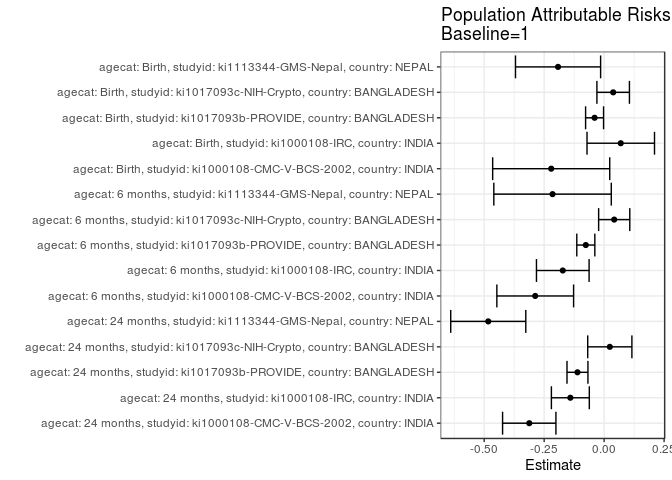 Population Attributable Risks
Baseline=1
agecat: Birth, studyid: ki1113344-GMS-Nepal, country: NEPAL
agecat: Birth, studyid: ki1017093c-NIH-Crypto, country: BANGLADESH
agecat: Birth, studyid: ki1017093b-PROVIDE, country: BANGLADESH
agecat: Birth, studyid: ki1000108-IRC, country: INDIA
agecat: Birth, studyid: ki1000108-CMC-V-BCS-2002, country: INDIA
agecat: 6 months, studyid: ki1113344-GMS-Nepal, country: NEPAL
agecat: 6 months, studyid: ki1017093c-NIH-Crypto, country: BANGLADESH
agecat: 6 months, studyid: ki1017093b-PROVIDE, country: BANGLADESH
agecat: 6 months, studyid: ki1000108-IRC, country: INDIA
agecat: 6 months, studyid: ki1000108-CMC-V-BCS-2002, country: INDIA
agecat: 24 months, studyid: ki1113344-GMS-Nepal, country: NEPAL
agecat: 24 months, studyid: ki1017093c-NIH-Crypto, country: BANGLADESH
agecat: 24 months, studyid: ki1017093b-PROVIDE, country: BANGLADESH
agecat: 24 months, studyid: ki1000108-IRC, country: INDIA
agecat: 24 months, studyid: ki1000108-CMC-V-BCS-2002, country: INDIA
-0.50 -0.25 0.00 0.25
Estimate